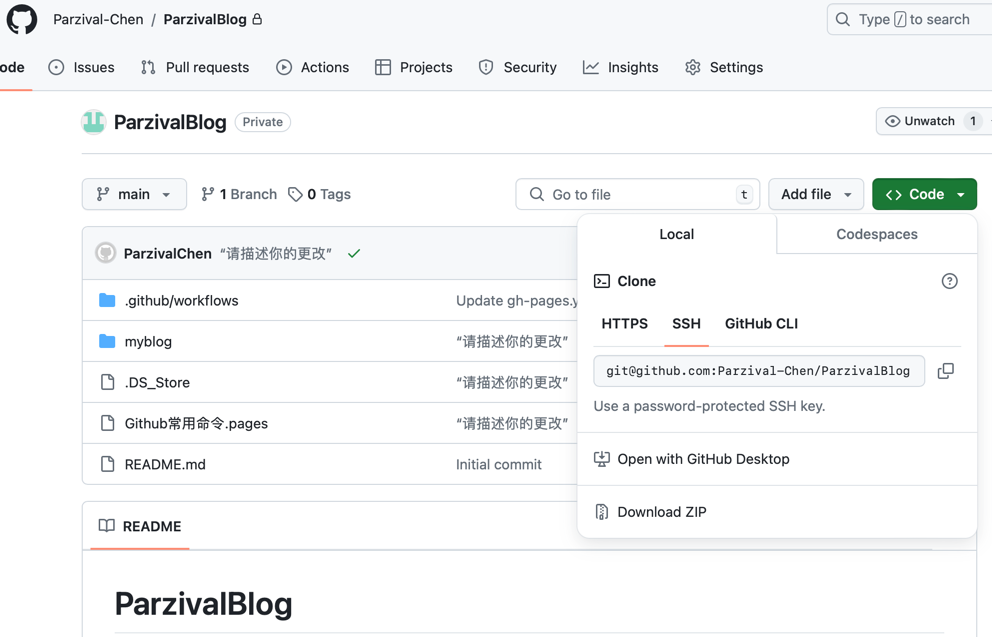 Parzival-Chen / ParzivalBlog
Type / to search
ode Issues Pull requests Actions Projects Security Insights Settings
ParzivalBlog Private
Unwatch 1
main 1 Branch 0 Tags
Go to file t
Add file
Code
ParzivalChen “请描述你的更改”
.github/workflows Update gh-pages.y
myblog “请描述你的更改”
.DS_Store “请描述你的更改”
Github常用命令.pages “请描述你的更改”
README.md Initial commit
Local Codespaces
Clone
HTTPS SSH GitHub CLI
git@github.com:Parzival-Chen/ParzivalBlog
Use a password-protected SSH key.
Open with GitHub Desktop
Download ZIP
README
ParzivalBlog